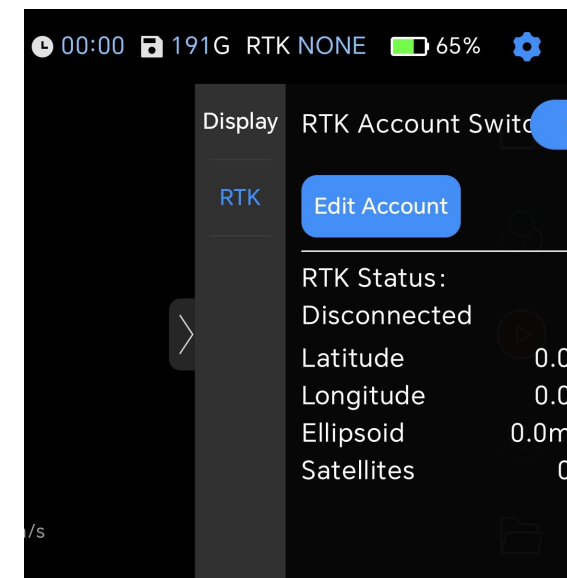 00:00 191G RTK NONE 65%
Display
RTK
RTK Account Switc
Edit Account
RTK Status:
Disconnected
Latitude 0.0
Longitude 0.0
Ellipsoid 0.0m
Satellites 0
/s